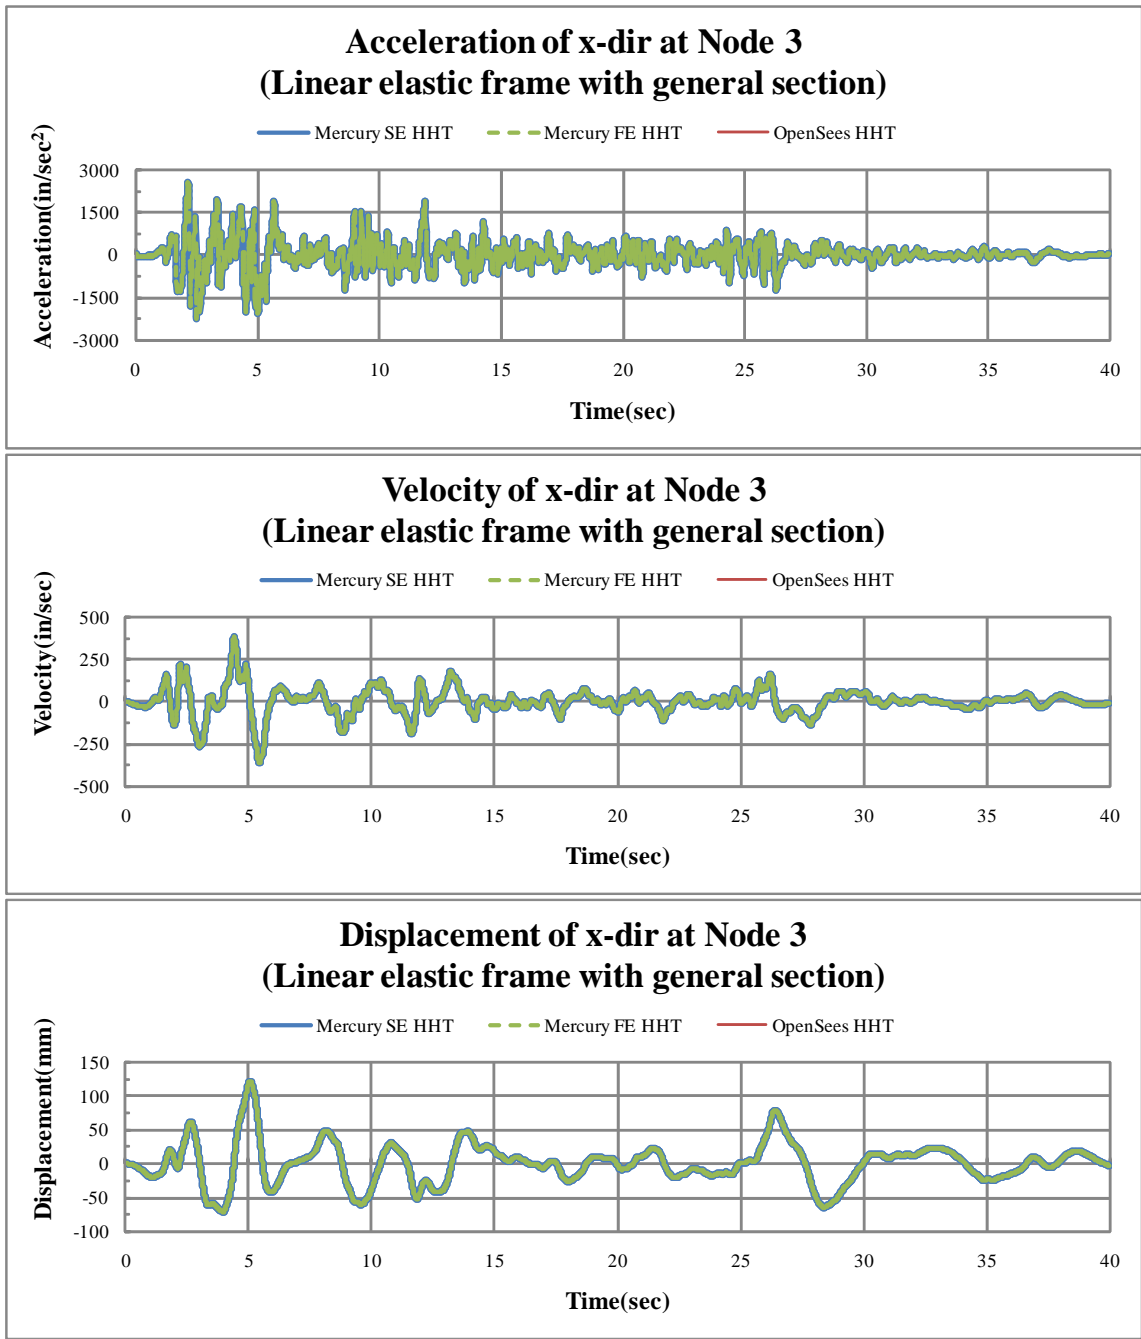 Acceleration of x-dir at Node 3
(Linear elastic frame with general section)
Mercury SE HHT Mercury FE HHT OpenSees HHT
Acceleration(in/sec²)
3000
1500
0
-1500
-3000
0 5 10 15 20 25 30 35 40
Time(sec)
Velocity of x-dir at Node 3
(Linear elastic frame with general section)
Mercury SE HHT Mercury FE HHT OpenSees HHT
Velocity(in/sec)
500
250
0
-250
-500
0 5 10 15 20 25 30 35 40
Time(sec)
Displacement of x-dir at Node 3
(Linear elastic frame with general section)
Mercury SE HHT Mercury FE HHT OpenSees HHT
Displacement(mm)
150
100
50
0
-50
-100
0 5 10 15 20 25 30 35 40
Time(sec)